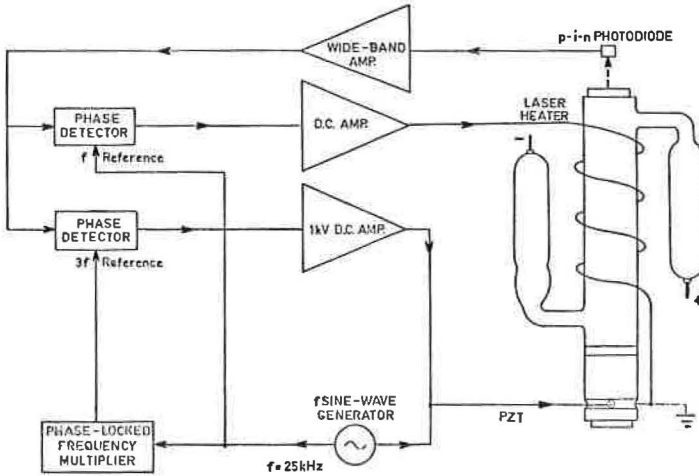 p-i-n PHOTODIODE
WIDE-BAND
AMP.
LASER
HEATER
PHASE
DETECTOR
D.C. AMP.
f Reference
-
PHASE
DETECTOR
1kV D.C. AMP.
3f Reference
+
f SINE-WAVE
GENERATOR
PZT
PHASE-LOCKED
FREQUENCY
MULTIPLIER
f = 25kHz